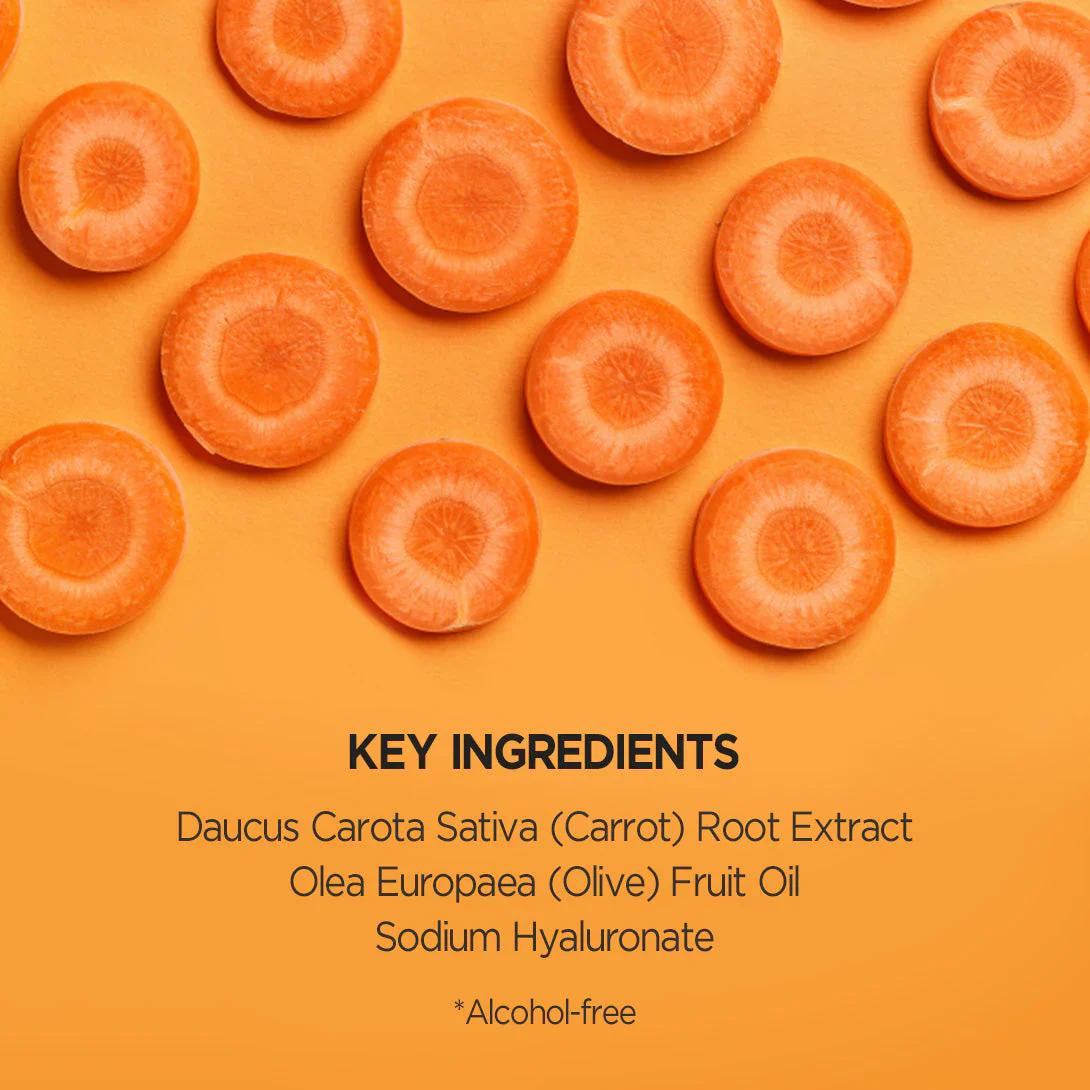 KEY INGREDIENTS
Daucus Carota Sativa (Carrot) Root Extract
Olea Europaea (Olive) Fruit Oil
Sodium Hyaluronate
*Alcohol-free